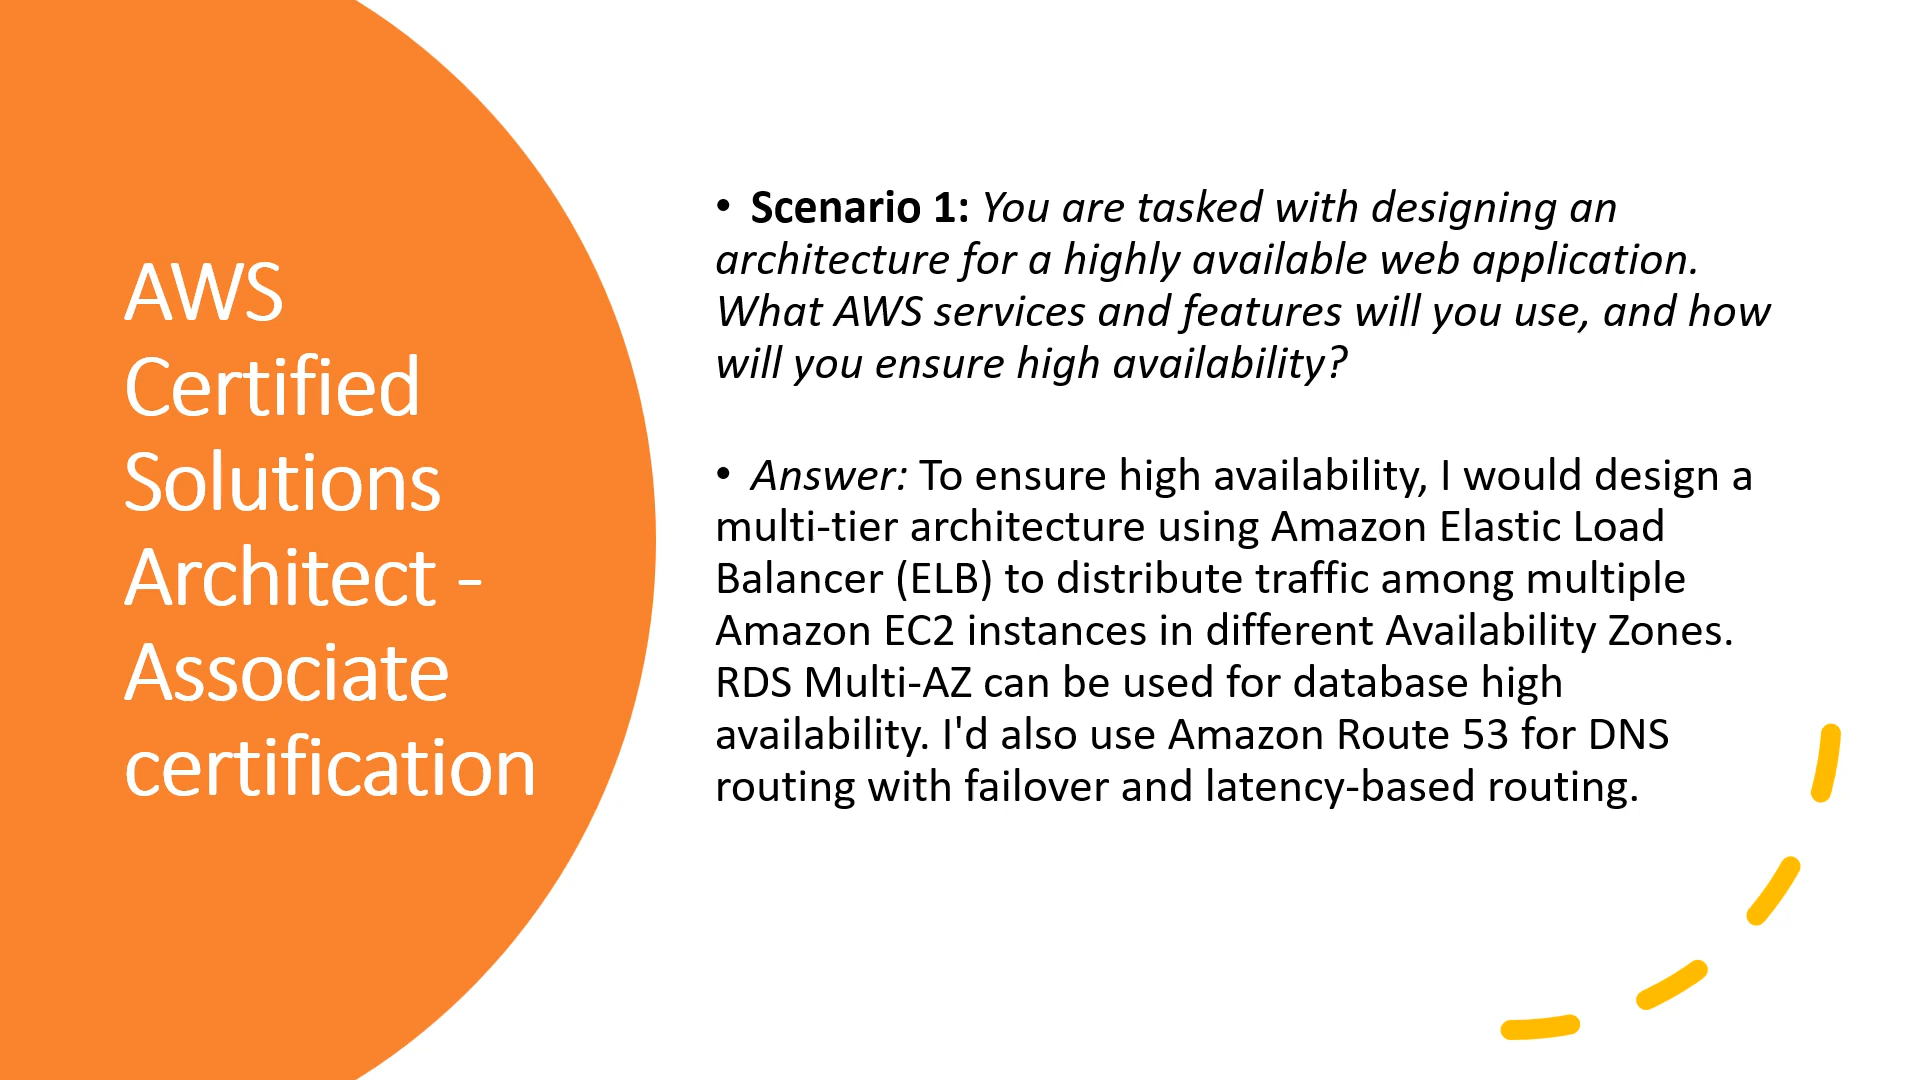 AWS
Certified
Solutions
Architect -
Associate
certification
• Scenario 1: You are tasked with designing an
architecture for a highly available web application.
What AWS services and features will you use, and how
will you ensure high availability?
• Answer: To ensure high availability, I would design a
multi-tier architecture using Amazon Elastic Load
Balancer (ELB) to distribute traffic among multiple
Amazon EC2 instances in different Availability Zones.
RDS Multi-AZ can be used for database high
availability. I'd also use Amazon Route 53 for DNS
routing with failover and latency-based routing.